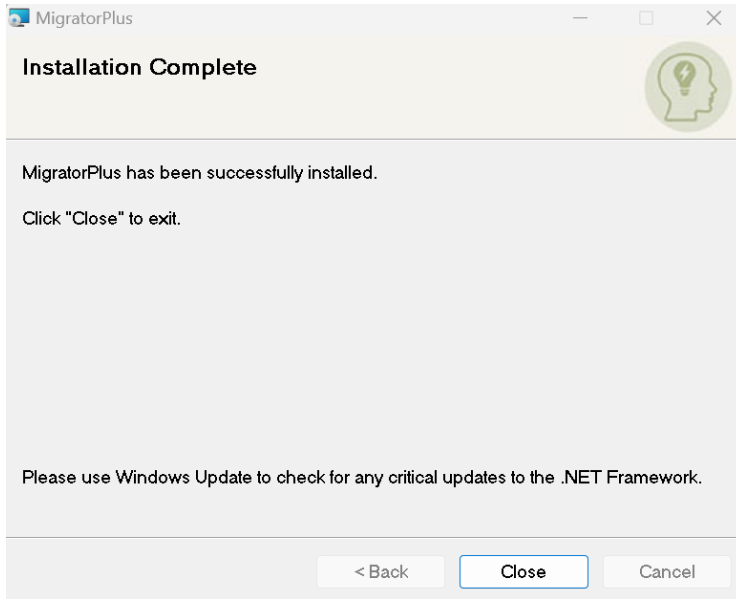 MigratorPlus
Installation Complete
MigratorPlus has been successfully installed.
Click "Close" to exit.
Please use Windows Update to check for any critical updates to the .NET Framework.
< Back
Close
Cancel